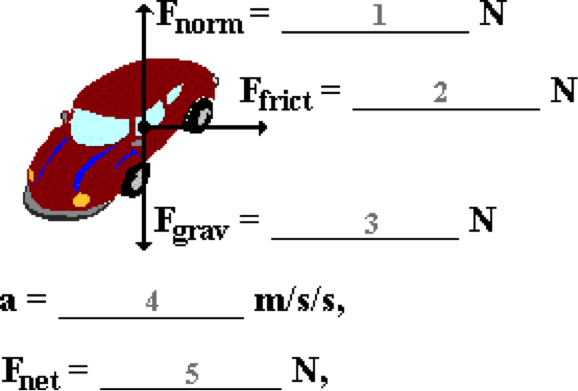 Fnorm = 1 N
Ffrict = 2 N
Fgrav = 3 N
a = 4 m/s/s,
Fnet = 5 N,